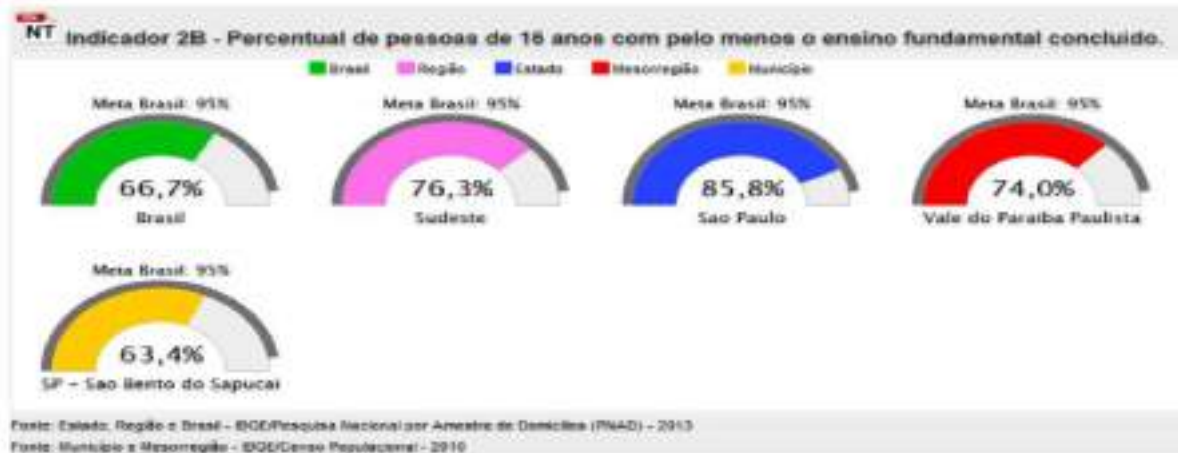 NT Indicador 2B - Percentual de pessoas de 16 anos com pelo menos o ensino fundamental concluído.
Brasil Região Estado Mesorregião Município
Meta Brasil: 95% Meta Brasil: 95% Meta Brasil: 95% Meta Brasil: 95%
66,7% 76,3% 85,8% 74,0%
Brasil Sudeste Sao Paulo Vale do Paraíba Paulista
Meta Brasil: 95%
63,4%
SP - Sao Bento do Sapucai
Fonte: Estado, Região e Brasil - IBGE/Pesquisa Nacional por Amostra de Domicílios (PNAD) - 2013
Fonte: Município e Mesorregião - IBGE/Censo Populacional - 2010